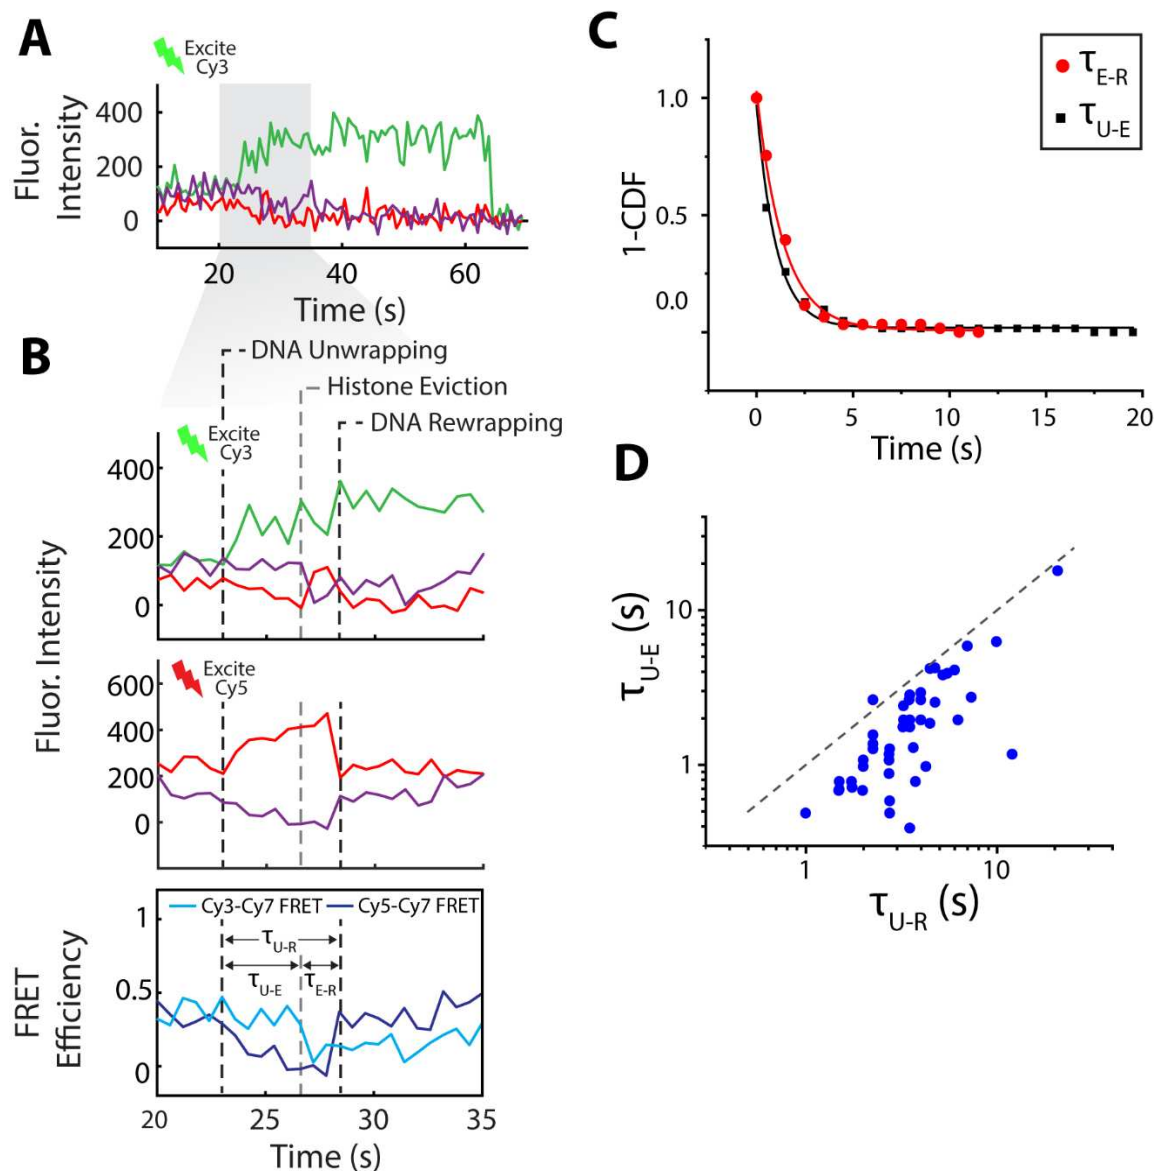 A
Excite
Cy3
Fluor.
Intensity
400
200
0
20
40
60
Time (s)
B
DNA Unwrapping
Histone Eviction
DNA Rewrapping
Excite
Cy3
400
200
0
Fluor. Intensity
Excite
Cy5
600
400
200
0
Cy3-Cy7 FRET
Cy5-Cy7 FRET
τU-R
τU-E
τE-R
FRET
Efficiency
1
0.5
0
20
25
30
35
Time (s)
C
τE-R
τU-E
1-CDF
1.0
0.5
0.0
0
5
10
15
20
Time (s)
D
τU-E (s)
10
1
1
10
τU-R (s)